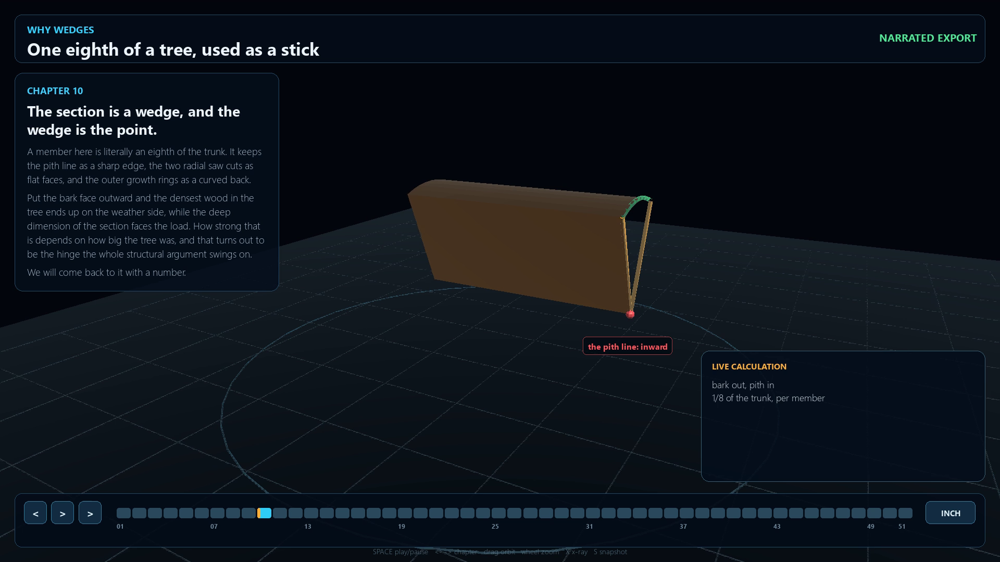 WHY WEDGES
One eighth of a tree, used as a stick
NARRATED EXPORT
CHAPTER 10
The section is a wedge, and the
wedge is the point.
A member here is literally an eighth of the trunk. It keeps
the pith line as a sharp edge, the two radial saw cuts as
flat faces, and the outer growth rings as a curved back.
Put the bark face outward and the densest wood in the
tree ends up on the weather side, while the deep
dimension of the section faces the load. How strong that
is depends on how big the tree was, and that turns out to
be the hinge the whole structural argument swings on.
We will come back to it with a number.
the pith line: inward
LIVE CALCULATION
bark out, pith in
1/8 of the trunk, per member
< > >
01 07 13 19 25 31 37 43 49 51
INCH
SPACE play/pause <--> chapter drag orbit wheel zoom X x-ray S snapshot